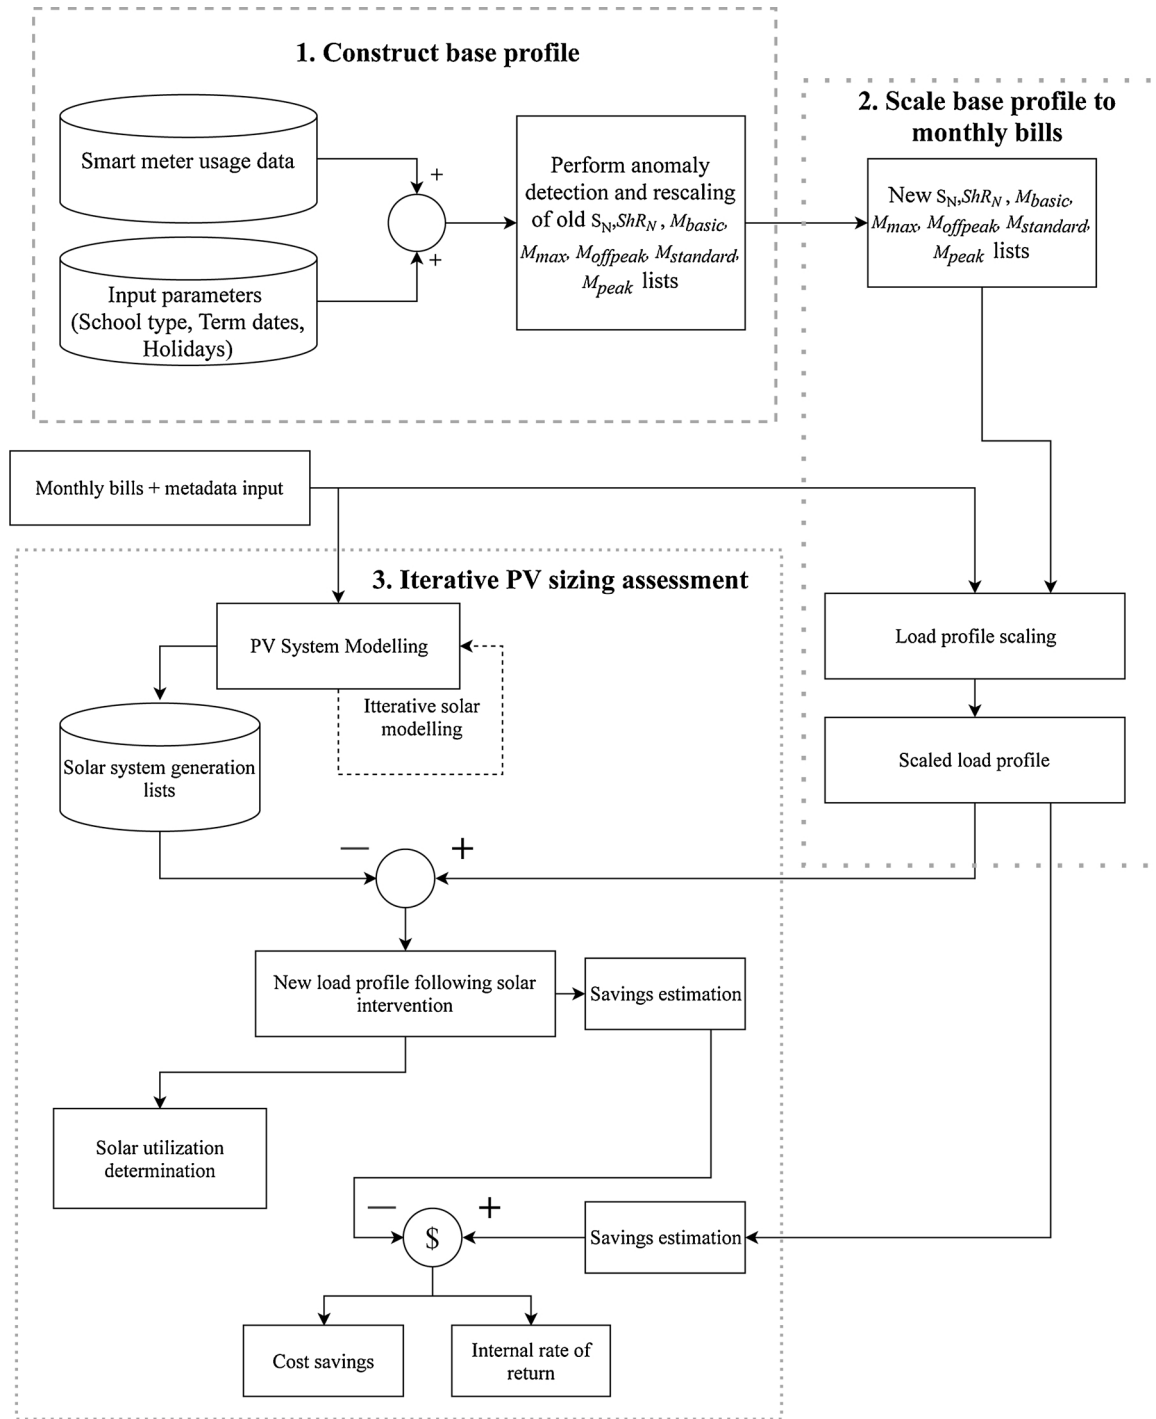 1. Construct base profile
Smart meter usage data
+
Input parameters
(School type, Term dates,
Holidays)
+
Perform anomaly
detection and rescaling
of old S_N,ShR_N , M_basic,
M_max, M_offpeak, M_standard,
M_peak lists
2. Scale base profile to
monthly bills
New S_N,ShR_N , M_basic,
M_max, M_offpeak, M_standard,
M_peak lists
Monthly bills + metadata input
Load profile scaling
Scaled load profile
3. Iterative PV sizing assessment
PV System Modelling
Itterative solar
modelling
Solar system generation
lists
— +
New load profile following solar
intervention
Savings estimation
Solar utilization
determination
— +
$
Savings estimation
Cost savings
Internal rate of
return